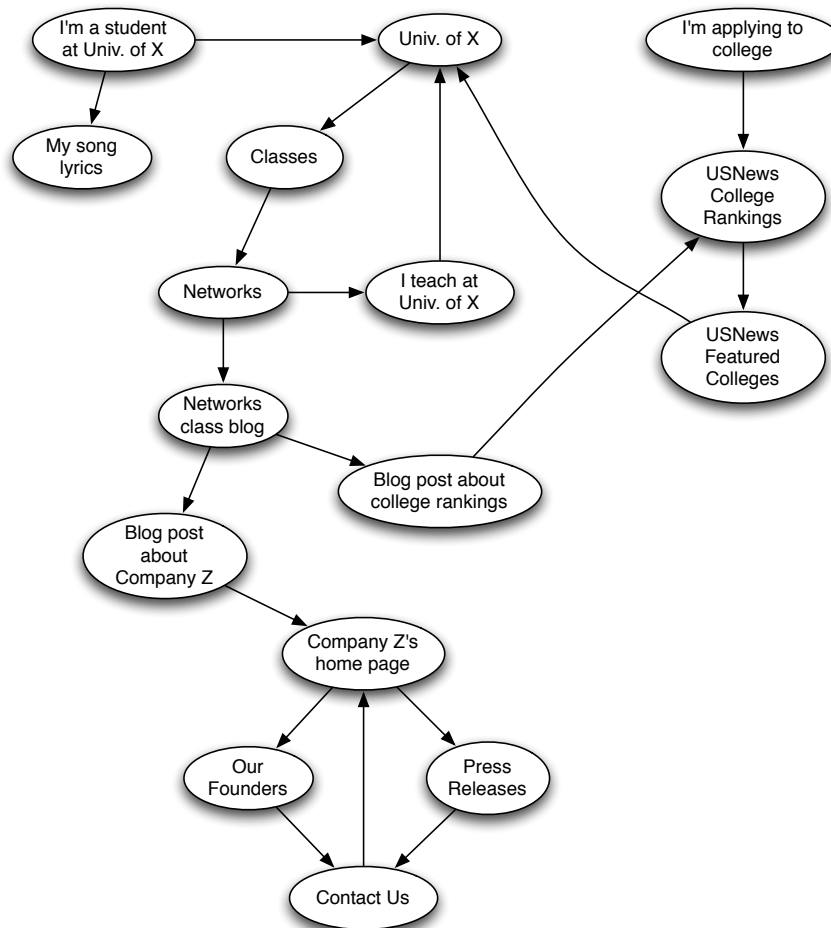 I'm a student
at Univ. of X
Univ. of X
I'm applying to
college
My song
lyrics
Classes
USNews
College
Rankings
Networks
I teach at
Univ. of X
USNews
Featured
Colleges
Networks
class blog
Blog post about
college rankings
Blog post
about
Company Z
Company Z's
home page
Our
Founders
Press
Releases
Contact Us